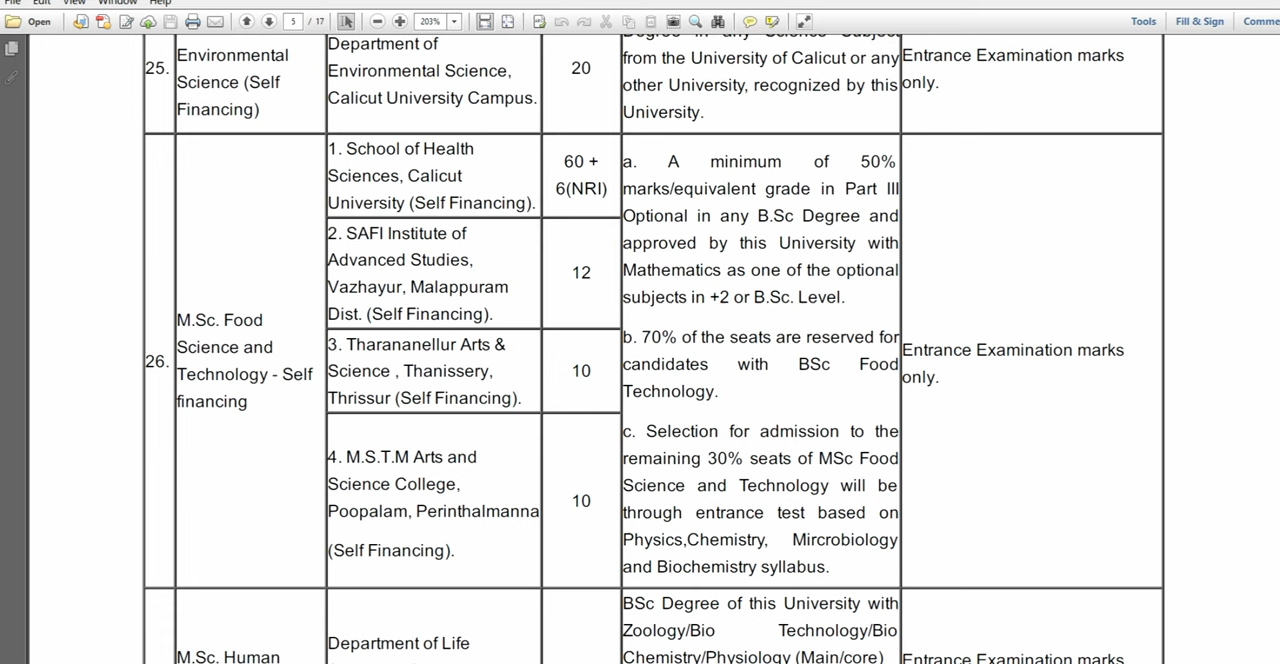 File Edit View Window Help
Open 5 / 17 203% Tools Fill & Sign
25.
Environmental
Science (Self
Financing)
Department of
Environmental Science,
Calicut University Campus.
20
Degree in any Science Subject
from the University of Calicut or any
other University, recognized by this
University.
Entrance Examination marks
only.
26.
M.Sc. Food
Science and
Technology - Self
financing
1. School of Health
Sciences, Calicut
University (Self Financing).
60 +
6(NRI)
2. SAFI Institute of
Advanced Studies,
Vazhayur, Malappuram
Dist. (Self Financing).
12
3. Tharananellur Arts &
Science , Thanissery,
Thrissur (Self Financing).
10
4. M.S.T.M Arts and
Science College,
Poopalam, Perinthalmanna
(Self Financing).
10
a. A minimum of 50%
marks/equivalent grade in Part III
Optional in any B.Sc Degree and
approved by this University with
Mathematics as one of the optional
subjects in +2 or B.Sc. Level.
b. 70% of the seats are reserved for
candidates with BSc Food
Technology.
c. Selection for admission to the
remaining 30% seats of MSc Food
Science and Technology will be
through entrance test based on
Physics,Chemistry, Mircrobiology
and Biochemistry syllabus.
Entrance Examination marks
only.
M.Sc. Human
Department of Life
BSc Degree of this University with
Zoology/Bio Technology/Bio
Chemistry/Physiology (Main/core)
Entrance Examination marks